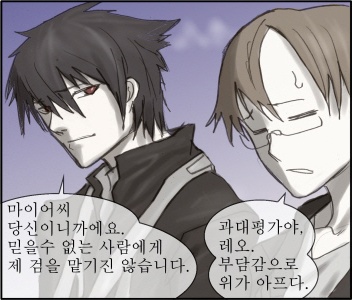 마이어씨
당신이니까에요.
믿을수 없는 사람에게
제 검을 맡기진 않습니다.
과대평가야,
레오.
부담감으로
위가 아프다.